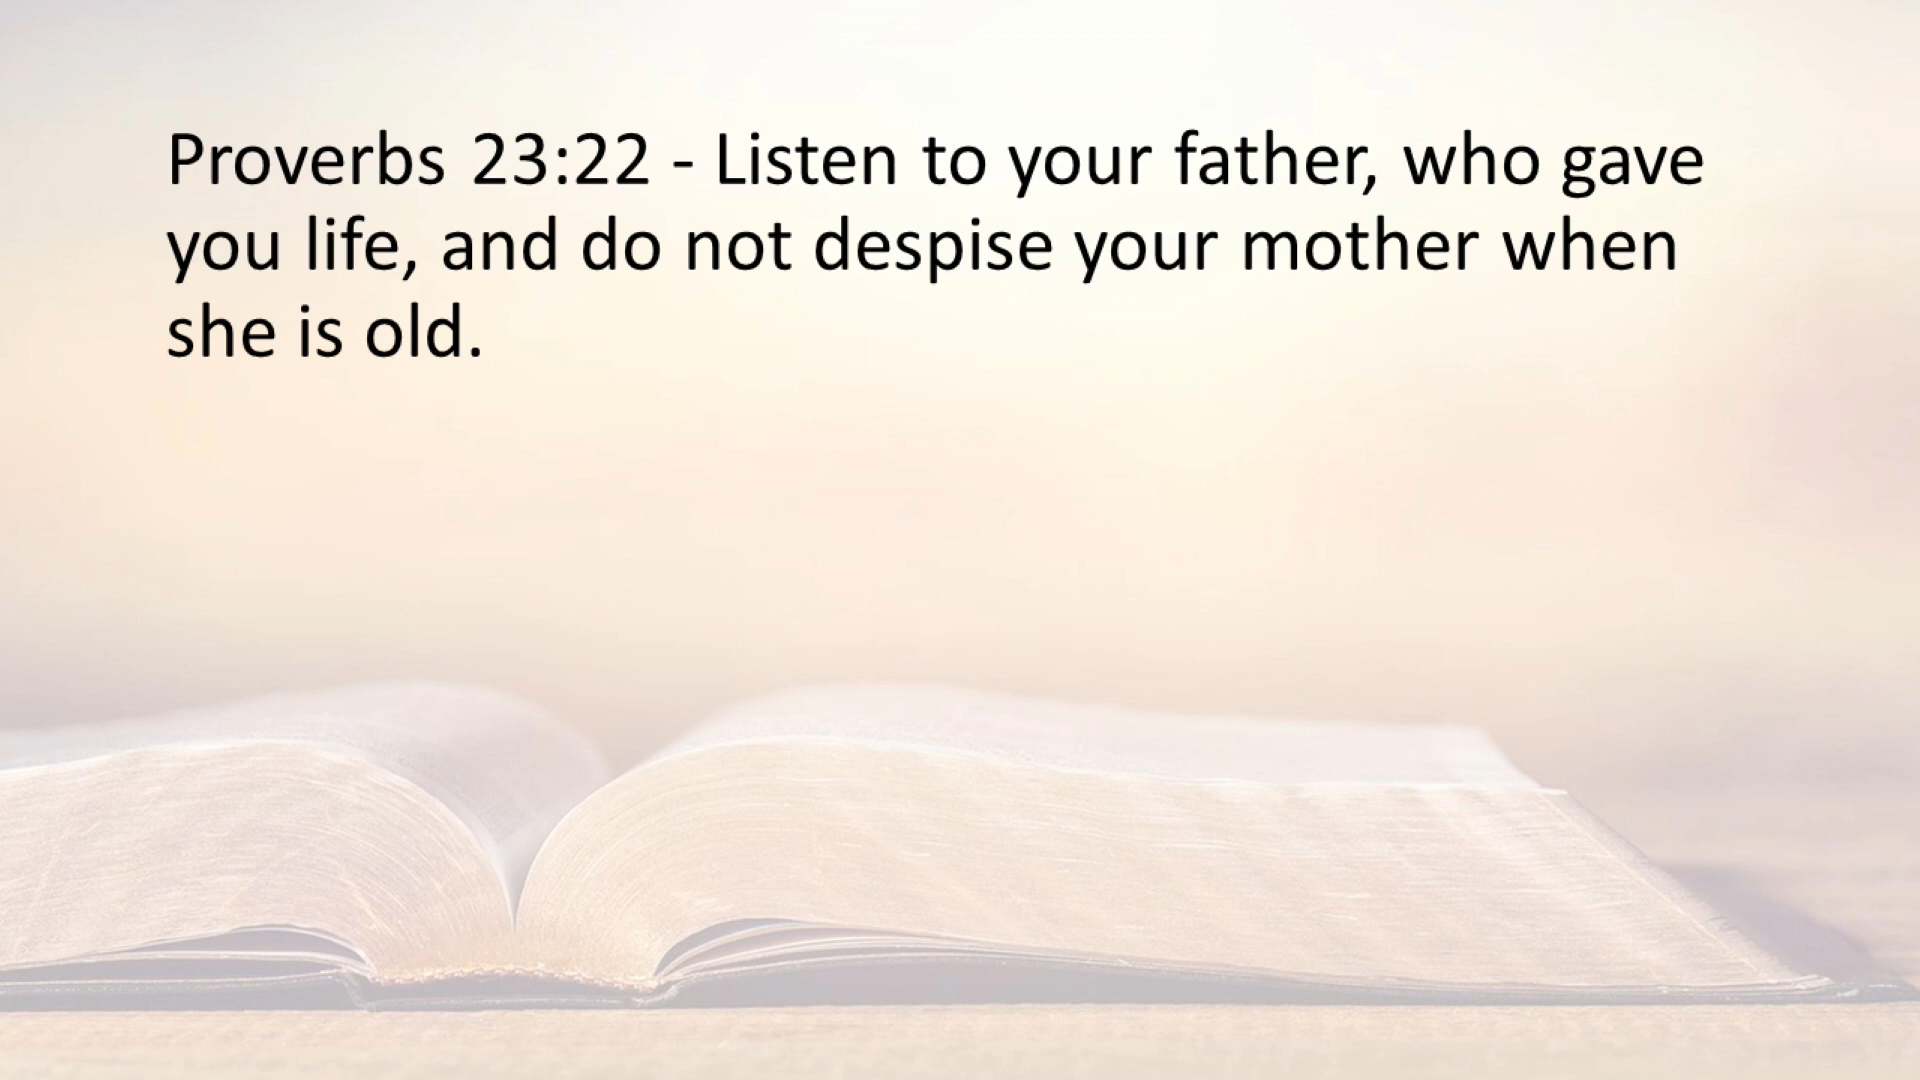 Proverbs 23:22 - Listen to your father, who gave
you life, and do not despise your mother when
she is old.